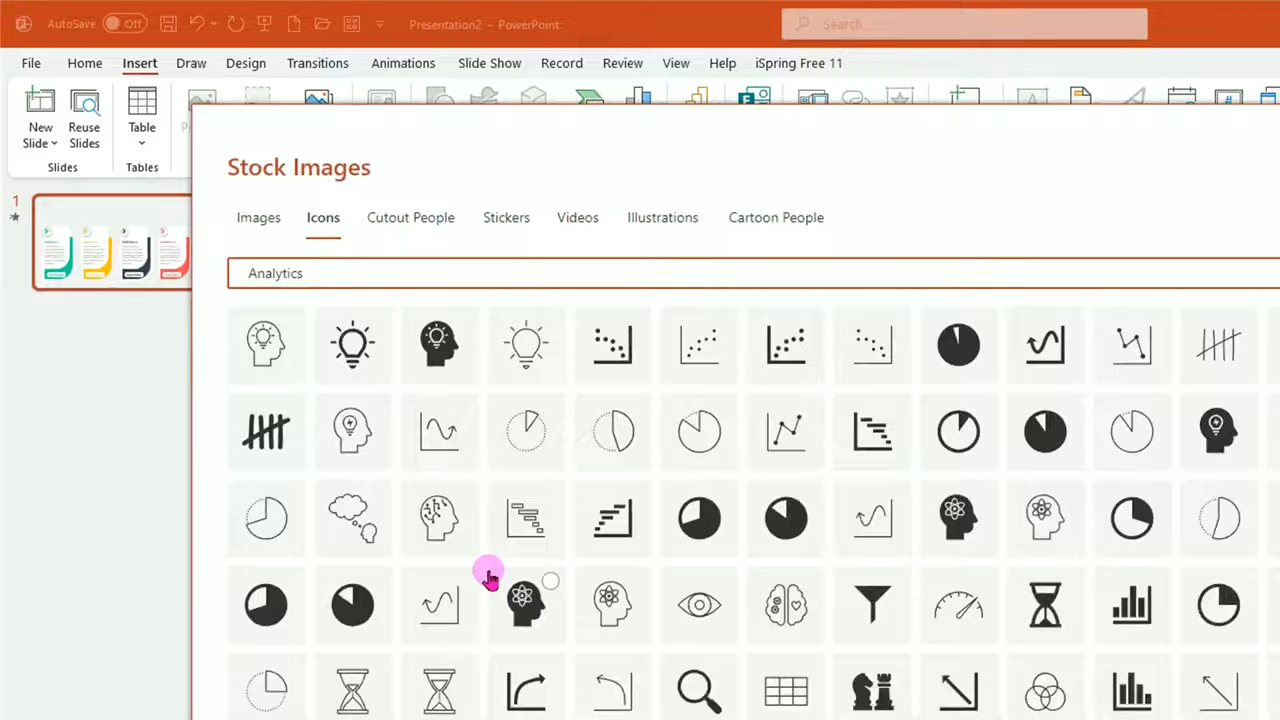 AutoSave Off Presentation2 - PowerPoint Search
File Home Insert Draw Design Transitions Animations Slide Show Record Review View Help iSpring Free 11
New Slide
Reuse Slides
Table
Slides
Tables
1
Stock Images
Images Icons Cutout People Stickers Videos Illustrations Cartoon People
Analytics